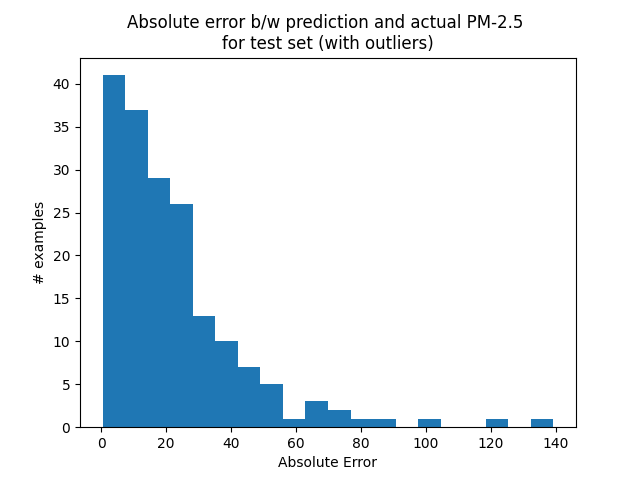 Absolute error b/w prediction and actual PM-2.5
for test set (with outliers)
40
35
30
25
20
15
10
5
0
# examples
0 20 40 60 80 100 120 140
Absolute Error